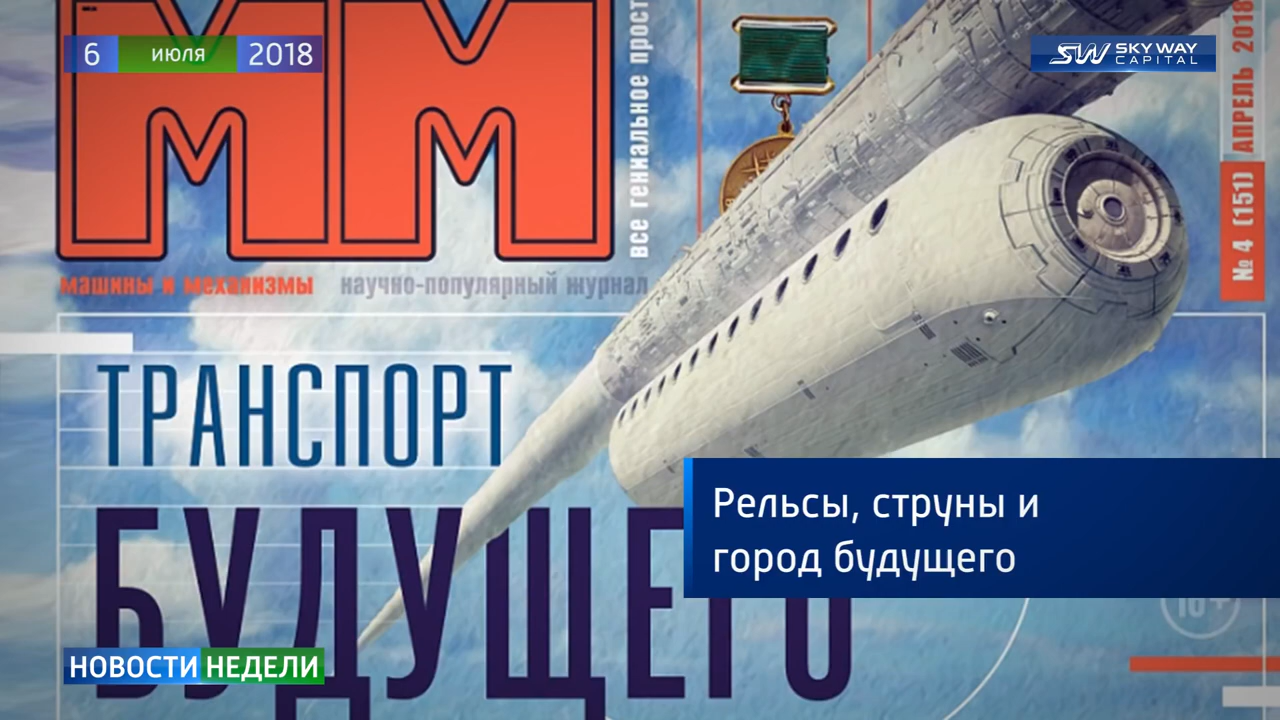 6 июля 2018
SW SKY WAY
CAPITAL
ММ
все гениальное прост
№ 4 (151) АПРЕЛЬ 2018
машины и механизмы научно-популярный журнал
ТРАНСПОРТ
БУДУЩЕГО
Рельсы, струны и
город будущего
НОВОСТИ НЕДЕЛИ